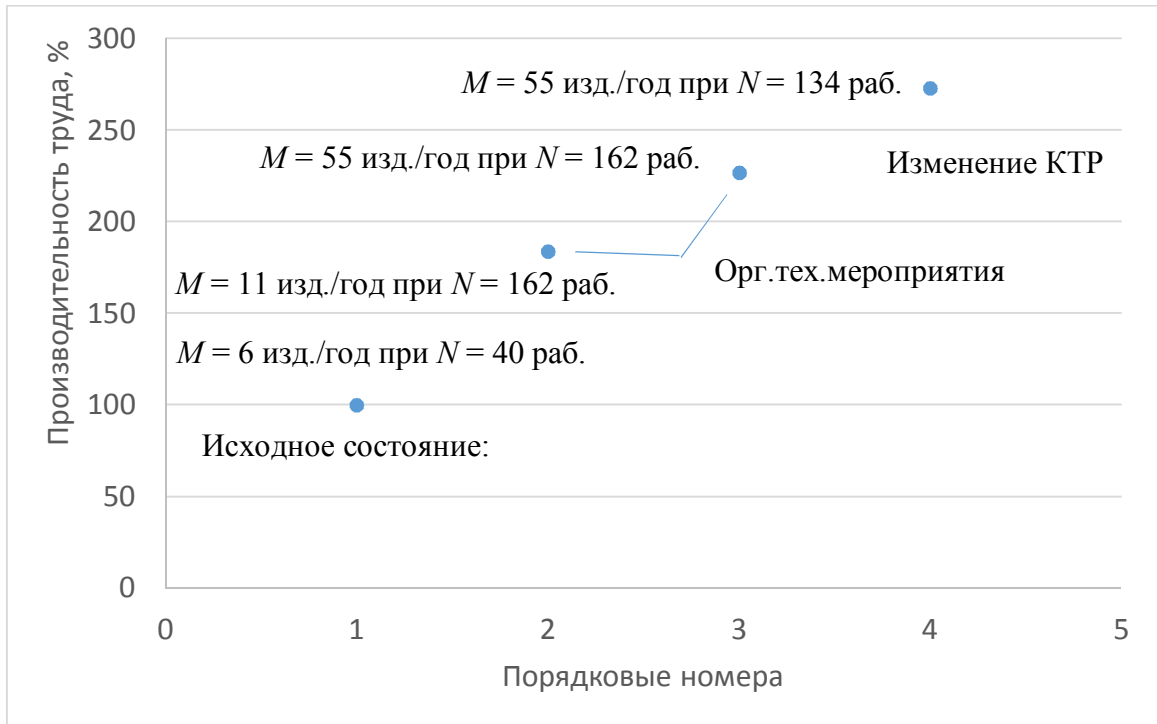 Производительность труда, %
300
250
200
150
100
50
0
M = 55 изд./год при N = 134 раб.
M = 55 изд./год при N = 162 раб.
Изменение КТР
M = 11 изд./год при N = 162 раб.
Орг.тех.мероприятия
M = 6 изд./год при N = 40 раб.
Исходное состояние:
0 1 2 3 4 5
Порядковые номера